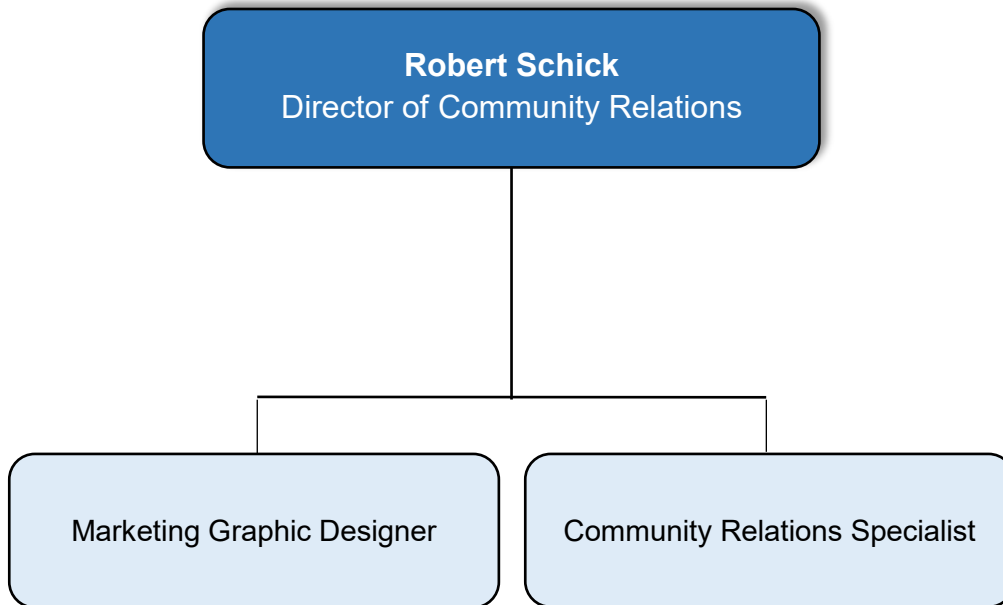 Robert Schick
Director of Community Relations
Marketing Graphic Designer
Community Relations Specialist